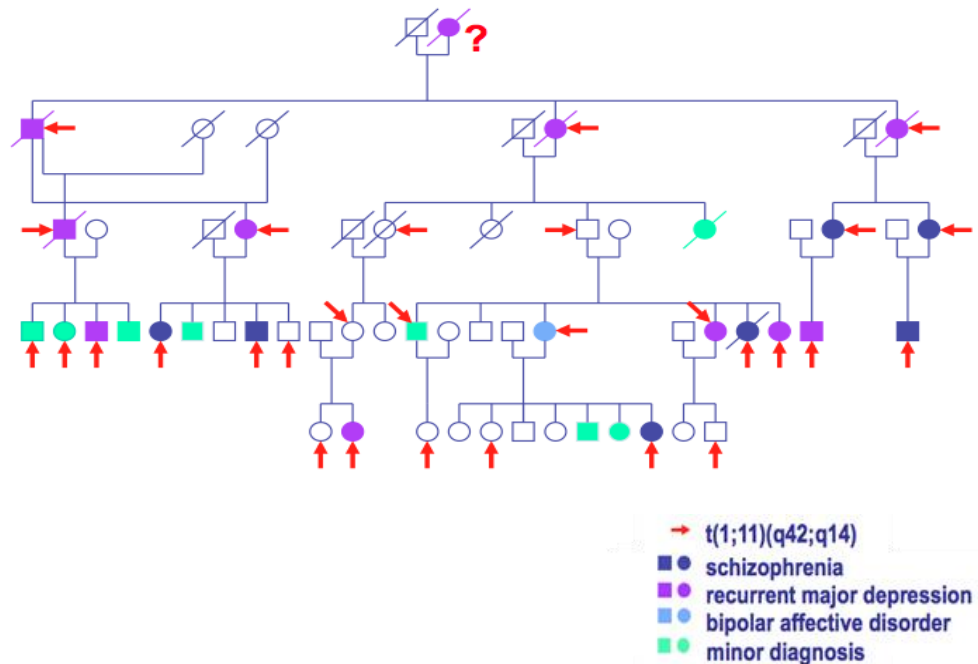 ?
t(1;11)(q42;q14)
schizophrenia
recurrent major depression
bipolar affective disorder
minor diagnosis